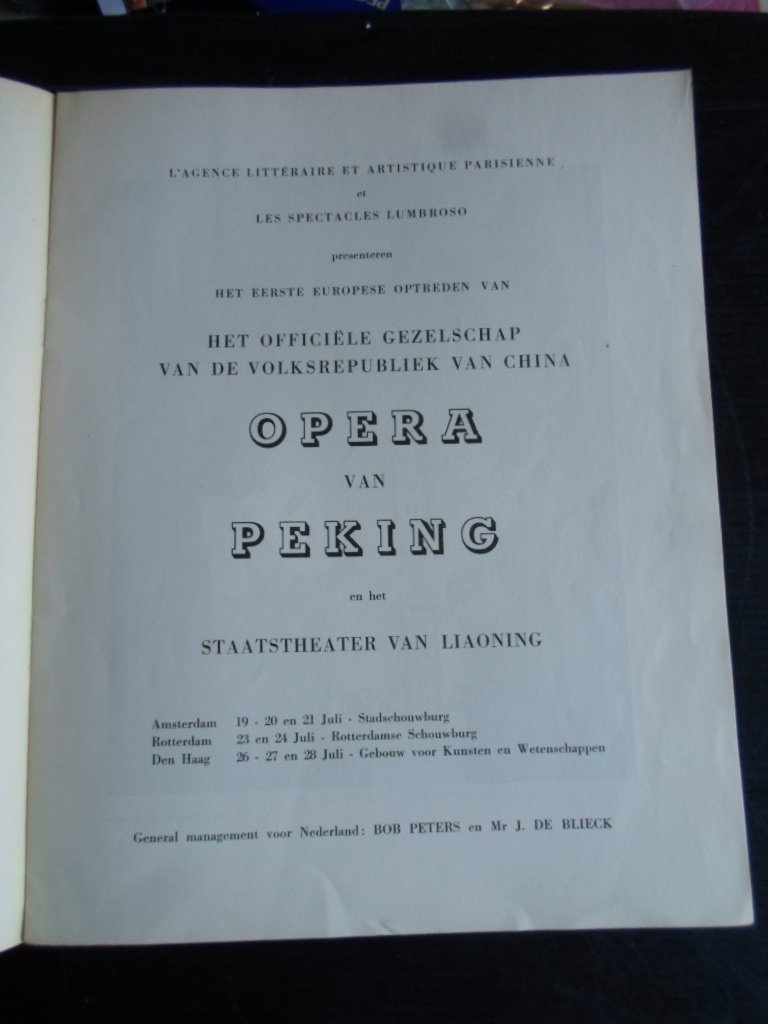 L'AGENCE LITTÉRAIRE ET ARTISTIQUE PARISIENNE
et
LES SPECTACLES LUMBROSO
presenteren
HET EERSTE EUROPESE OPTREDEN VAN
HET OFFICIËLE GEZELSCHAP
VAN DE VOLKSREPUBLIEK VAN CHINA
OPERA
VAN
PEKING
en het
STAATSTHEATER VAN LIAONING
Amsterdam 19 - 20 en 21 Juli - Stadschouwburg
Rotterdam 23 en 24 Juli - Rotterdamse Schouwburg
Den Haag 26 - 27 en 28 Juli - Gebouw voor Kunsten en Wetenschappen
General management voor Nederland: BOB PETERS en Mr J. DE BLIECK